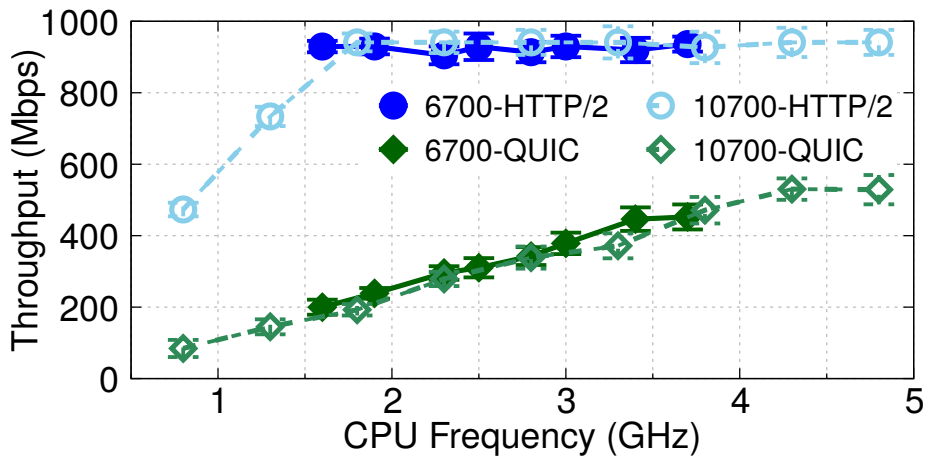 Throughput (Mbps)
1000
800
600
400
200
0
6700-HTTP/2
10700-HTTP/2
6700-QUIC
10700-QUIC
1 2 3 4 5
CPU Frequency (GHz)